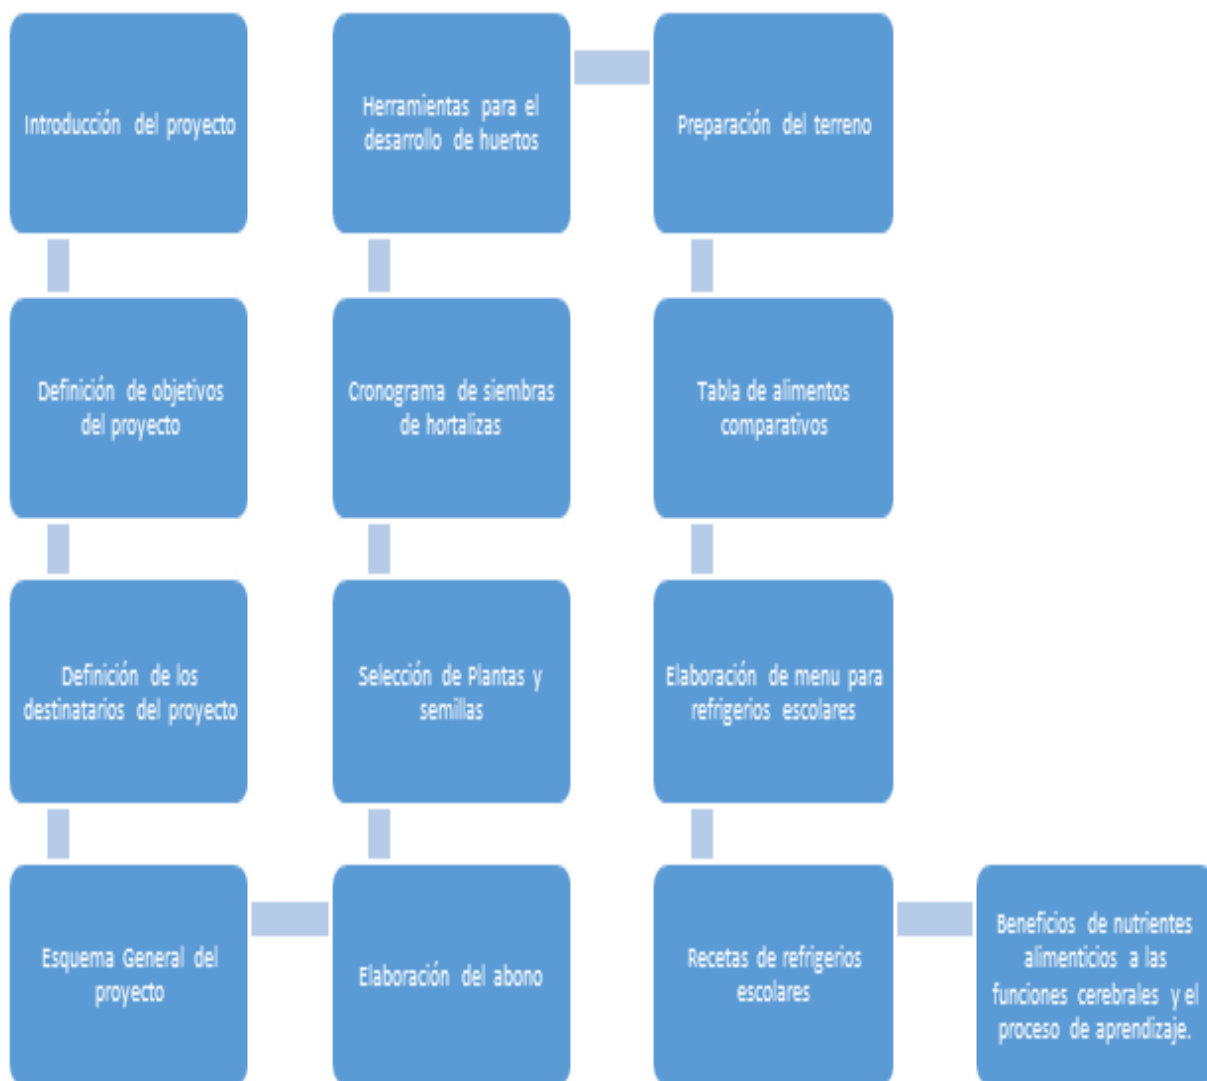 Introducción del proyecto
Definición de objetivos
del proyecto
Definición de los
destinatarios del proyecto
Esquema General del
proyecto
Elaboración del abono
Selección de Plantas y
semillas
Cronograma de siembras
de hortalizas
Herramientas para el
desarrollo de huertos
Preparación del terreno
Tabla de alimentos
comparativos
Elaboración de menu para
refrigerios escolares
Recetas de refrigerios
escolares
Beneficios de nutrientes
alimenticios a las
funciones cerebrales y el
proceso de aprendizaje.